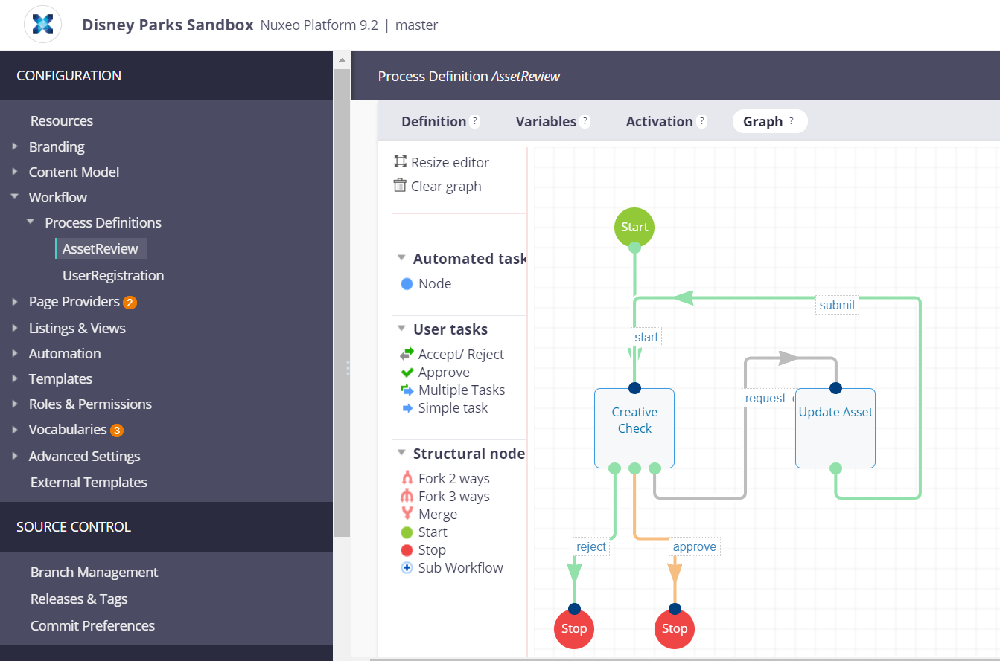 Disney Parks Sandbox Nuxeo Platform 9.2 | master
CONFIGURATION
Resources
Branding
Content Model
Workflow
Process Definitions
AssetReview
UserRegistration
Page Providers 2
Listings & Views
Automation
Templates
Roles & Permissions
Vocabularies 3
Advanced Settings
External Templates
SOURCE CONTROL
Branch Management
Releases & Tags
Commit Preferences
Process Definition AssetReview
Definition ? Variables ? Activation ? Graph ?
Resize editor
Clear graph
Automated task
Node
User tasks
Accept/ Reject
Approve
Multiple Tasks
Simple task
Structural node
Fork 2 ways
Fork 3 ways
Merge
Start
Stop
Sub Workflow
Start
submit
start
request_
Creative
Check
Update Asset
reject
approve
Stop
Stop